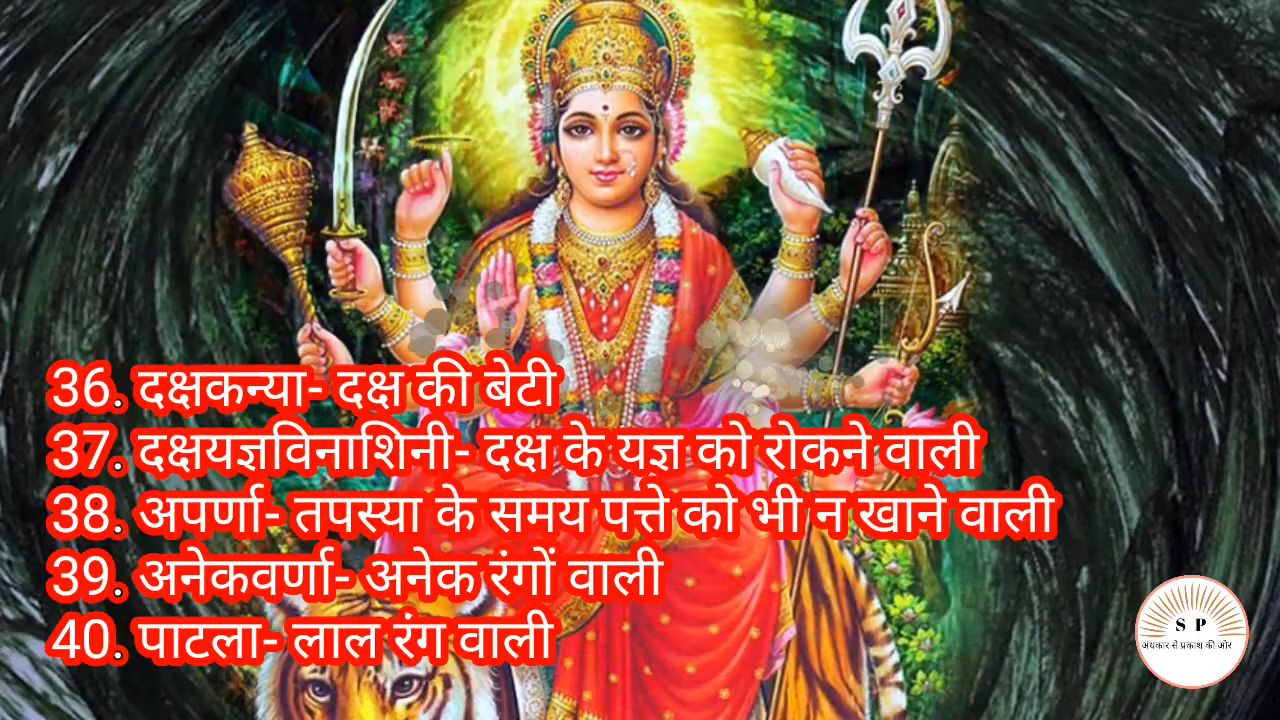 36. दक्षकन्या- दक्ष की बेटी
37. दक्षयज्ञविनाशिनी- दक्ष के यज्ञ को रोकने वाली
38. अपर्णा- तपस्या के समय पत्ते को भी न खाने वाली
39. अनेकवर्णा- अनेक रंगों वाली
40. पाटला- लाल रंग वाली
S P
अंधकार से प्रकाश की ओर